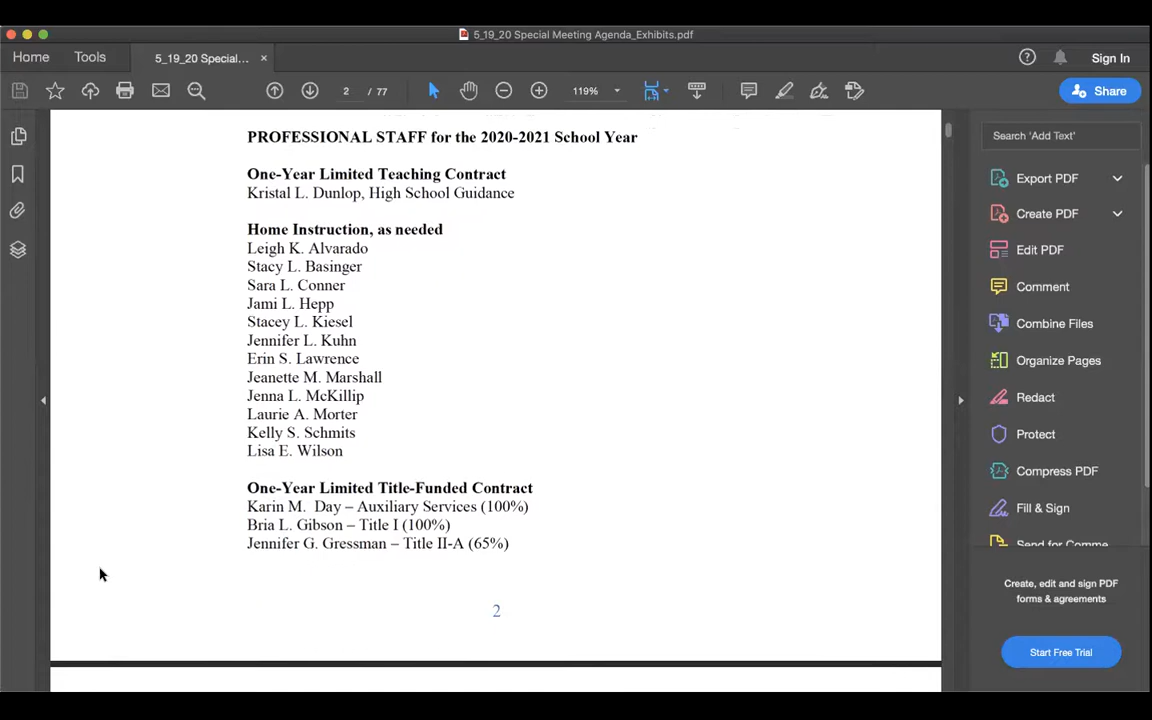 5_19_20 Special Meeting Agenda_Exhibits.pdf
Home Tools 5_19_20 Special... × Sign In
2 / 77 119% Share
PROFESSIONAL STAFF for the 2020-2021 School Year
One-Year Limited Teaching Contract
Kristal L. Dunlop, High School Guidance
Home Instruction, as needed
Leigh K. Alvarado
Stacy L. Basinger
Sara L. Conner
Jami L. Hepp
Stacey L. Kiesel
Jennifer L. Kuhn
Erin S. Lawrence
Jeanette M. Marshall
Jenna L. McKillip
Laurie A. Morter
Kelly S. Schmits
Lisa E. Wilson
One-Year Limited Title-Funded Contract
Karin M. Day – Auxiliary Services (100%)
Bria L. Gibson – Title I (100%)
Jennifer G. Gressman – Title II-A (65%)
2
Search 'Add Text'
Export PDF
Create PDF
Edit PDF
Comment
Combine Files
Organize Pages
Redact
Protect
Compress PDF
Fill & Sign
Send for Comme
Create, edit and sign PDF
forms & agreements
Start Free Trial